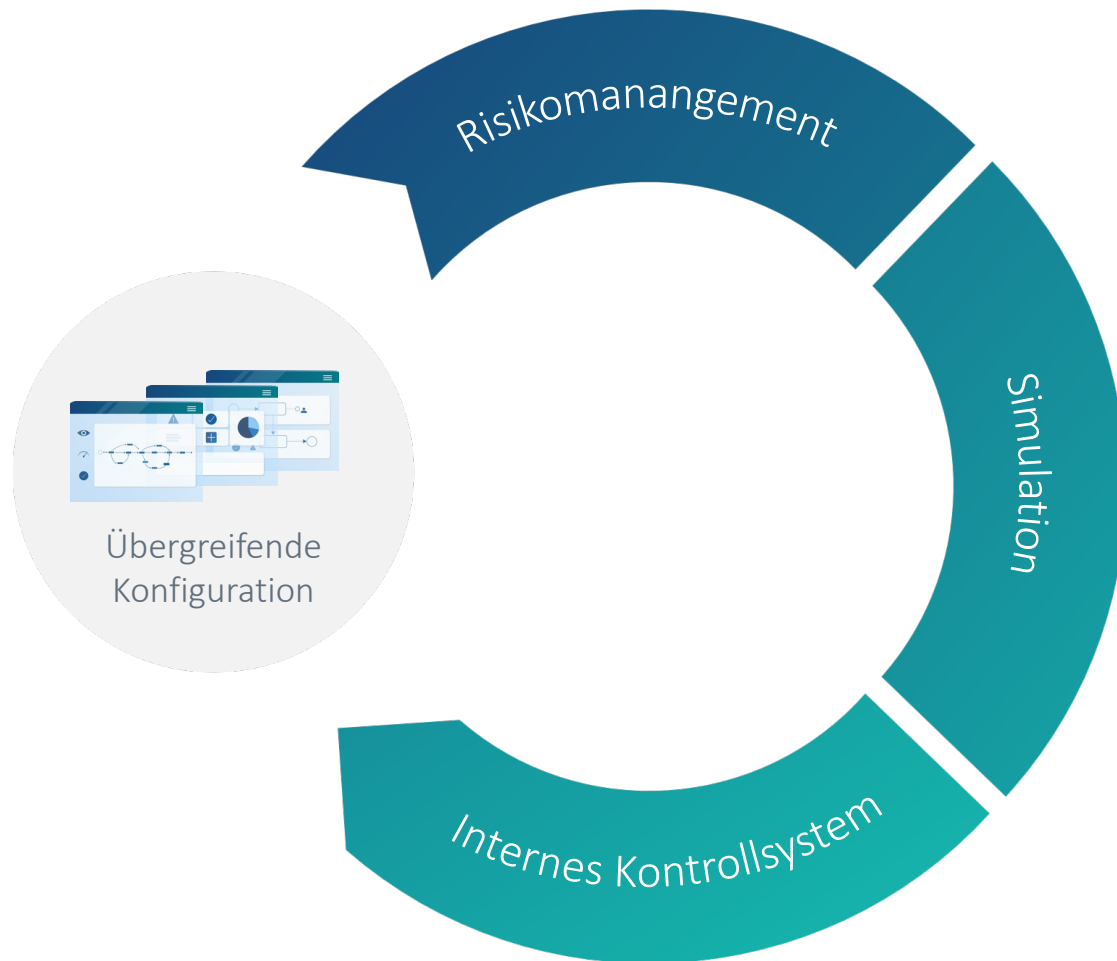 Risikomanangement
Simulation
Übergreifende
Konfiguration
Internes Kontrollsystem